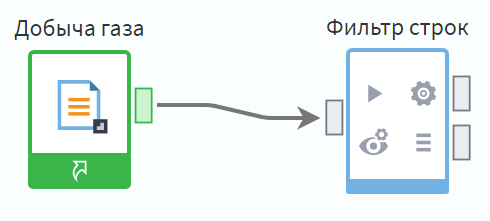 Добыча газа
Фильтр строк